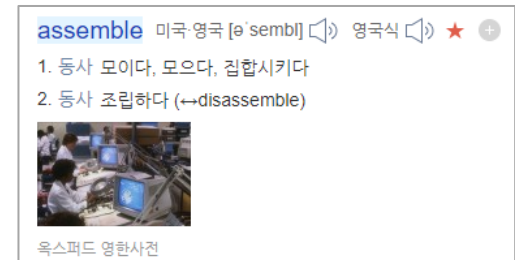 assemble 미국·영국 [ə|sembl] 영국식
1. 동사 모이다, 모으다, 집합시키다
2. 동사 조립하다 (↔disassemble)
옥스퍼드 영한사전